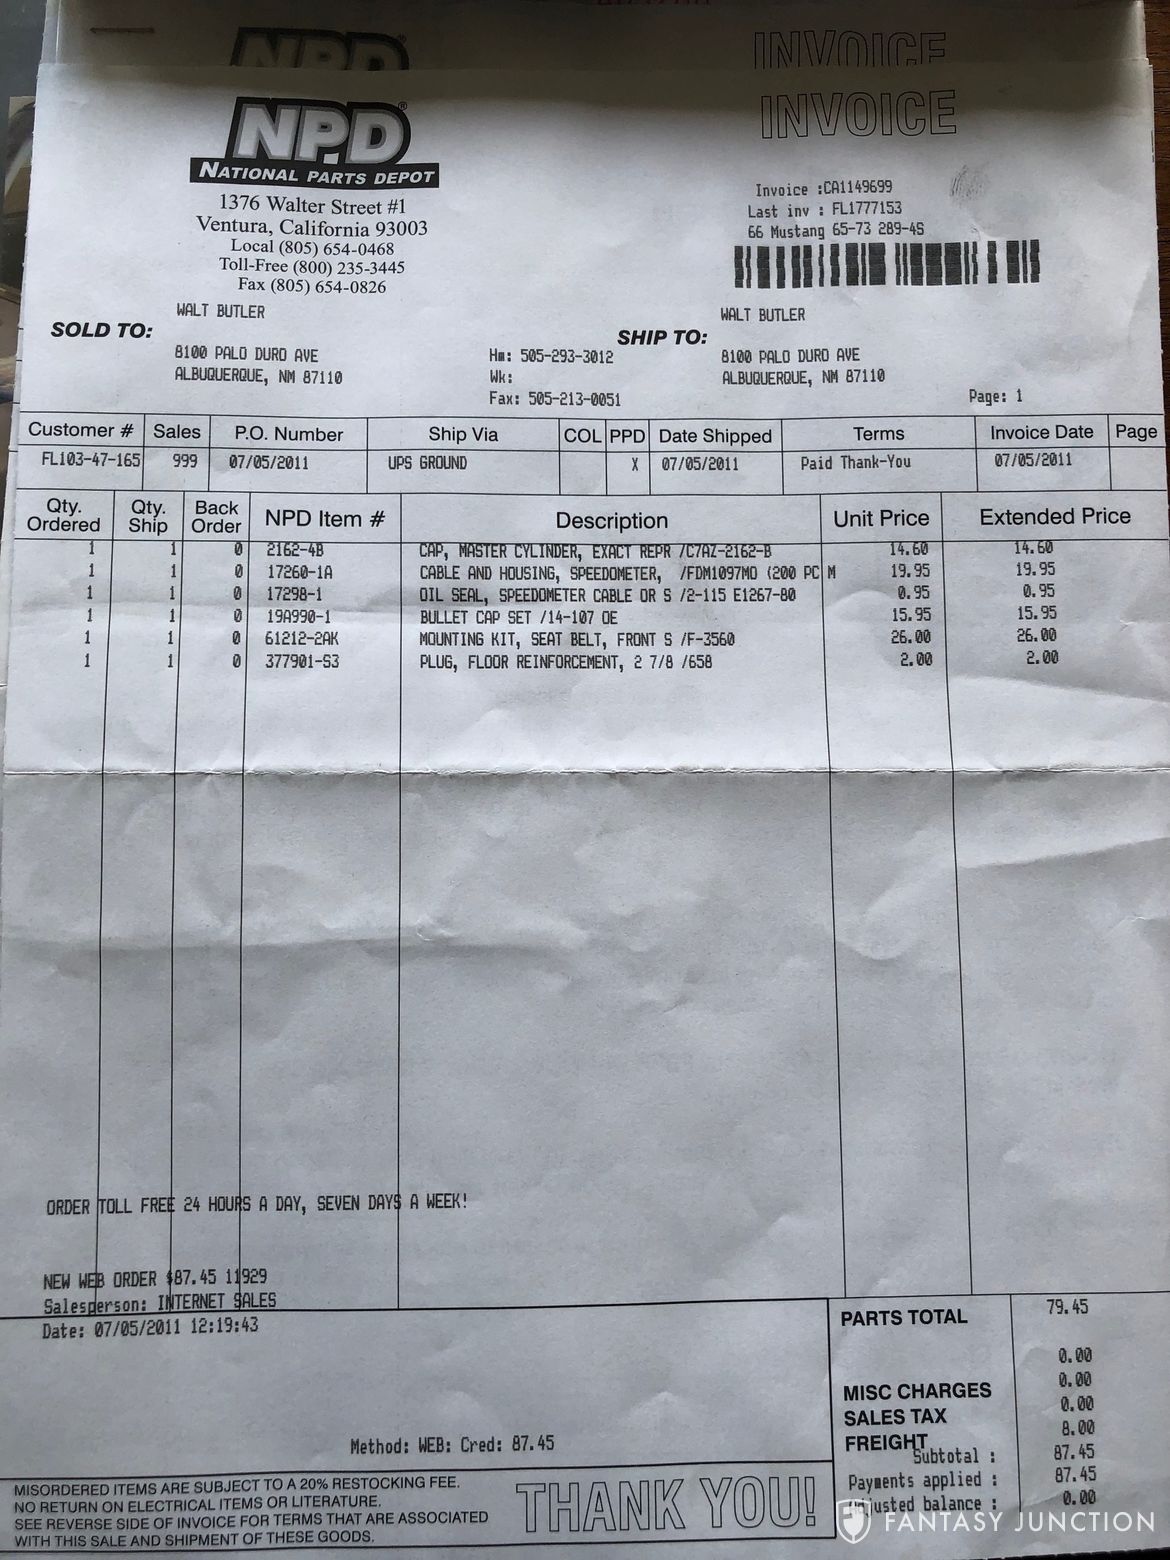 NPD
INVOICE
NPD®
NATIONAL PARTS DEPOT
1376 Walter Street #1
Ventura, California 93003
Local (805) 654-0468
Toll-Free (800) 235-3445
Fax (805) 654-0826
INVOICE
Invoice :CA1149699
Last inv : FL1777153
66 Mustang 65-73 289-4S
SOLD TO:
WALT BUTLER
8100 PALO DURO AVE
ALBUQUERQUE, NM 87110
Hm: 505-293-3012
Wk:
Fax: 505-213-0051
SHIP TO:
WALT BUTLER
8100 PALO DURO AVE
ALBUQUERQUE, NM 87110
Page: 1
Customer # Sales P.O. Number Ship Via COL PPD Date Shipped Terms Invoice Date Page
FL103-47-165 999 07/05/2011 UPS GROUND X 07/05/2011 Paid Thank-You 07/05/2011
Qty. Ordered Qty. Ship Back Order NPD Item # Description Unit Price Extended Price
1 1 0 2162-4B CAP, MASTER CYLINDER, EXACT REPR /C7AZ-2162-B 14.60 14.60
1 1 0 17260-1A CABLE AND HOUSING, SPEEDOMETER, /FDM1097MO (200 PC M 19.95 19.95
1 1 0 17298-1 OIL SEAL, SPEEDOMETER CABLE OR S /2-115 E1267-80 0.95 0.95
1 1 0 19A990-1 BULLET CAP SET /14-107 OE 15.95 15.95
1 1 0 61212-2AK MOUNTING KIT, SEAT BELT, FRONT S /F-3560 26.00 26.00
1 1 0 377901-S3 PLUG, FLOOR REINFORCEMENT, 2 7/8 /658 2.00 2.00
ORDER TOLL FREE 24 HOURS A DAY, SEVEN DAYS A WEEK!
NEW WEB ORDER $87.45 11929
Salesperson: INTERNET SALES
Date: 07/05/2011 12:19:43
Method: WEB: Cred: 87.45
PARTS TOTAL 79.45
0.00
MISC CHARGES 0.00
SALES TAX 0.00
FREIGHT 8.00
Subtotal : 87.45
Payments applied : 87.45
Adjusted balance : 0.00
MISORDERED ITEMS ARE SUBJECT TO A 20% RESTOCKING FEE.
NO RETURN ON ELECTRICAL ITEMS OR LITERATURE.
SEE REVERSE SIDE OF INVOICE FOR TERMS THAT ARE ASSOCIATED
WITH THIS SALE AND SHIPMENT OF THESE GOODS.
THANK YOU!
FANTASY JUNCTION